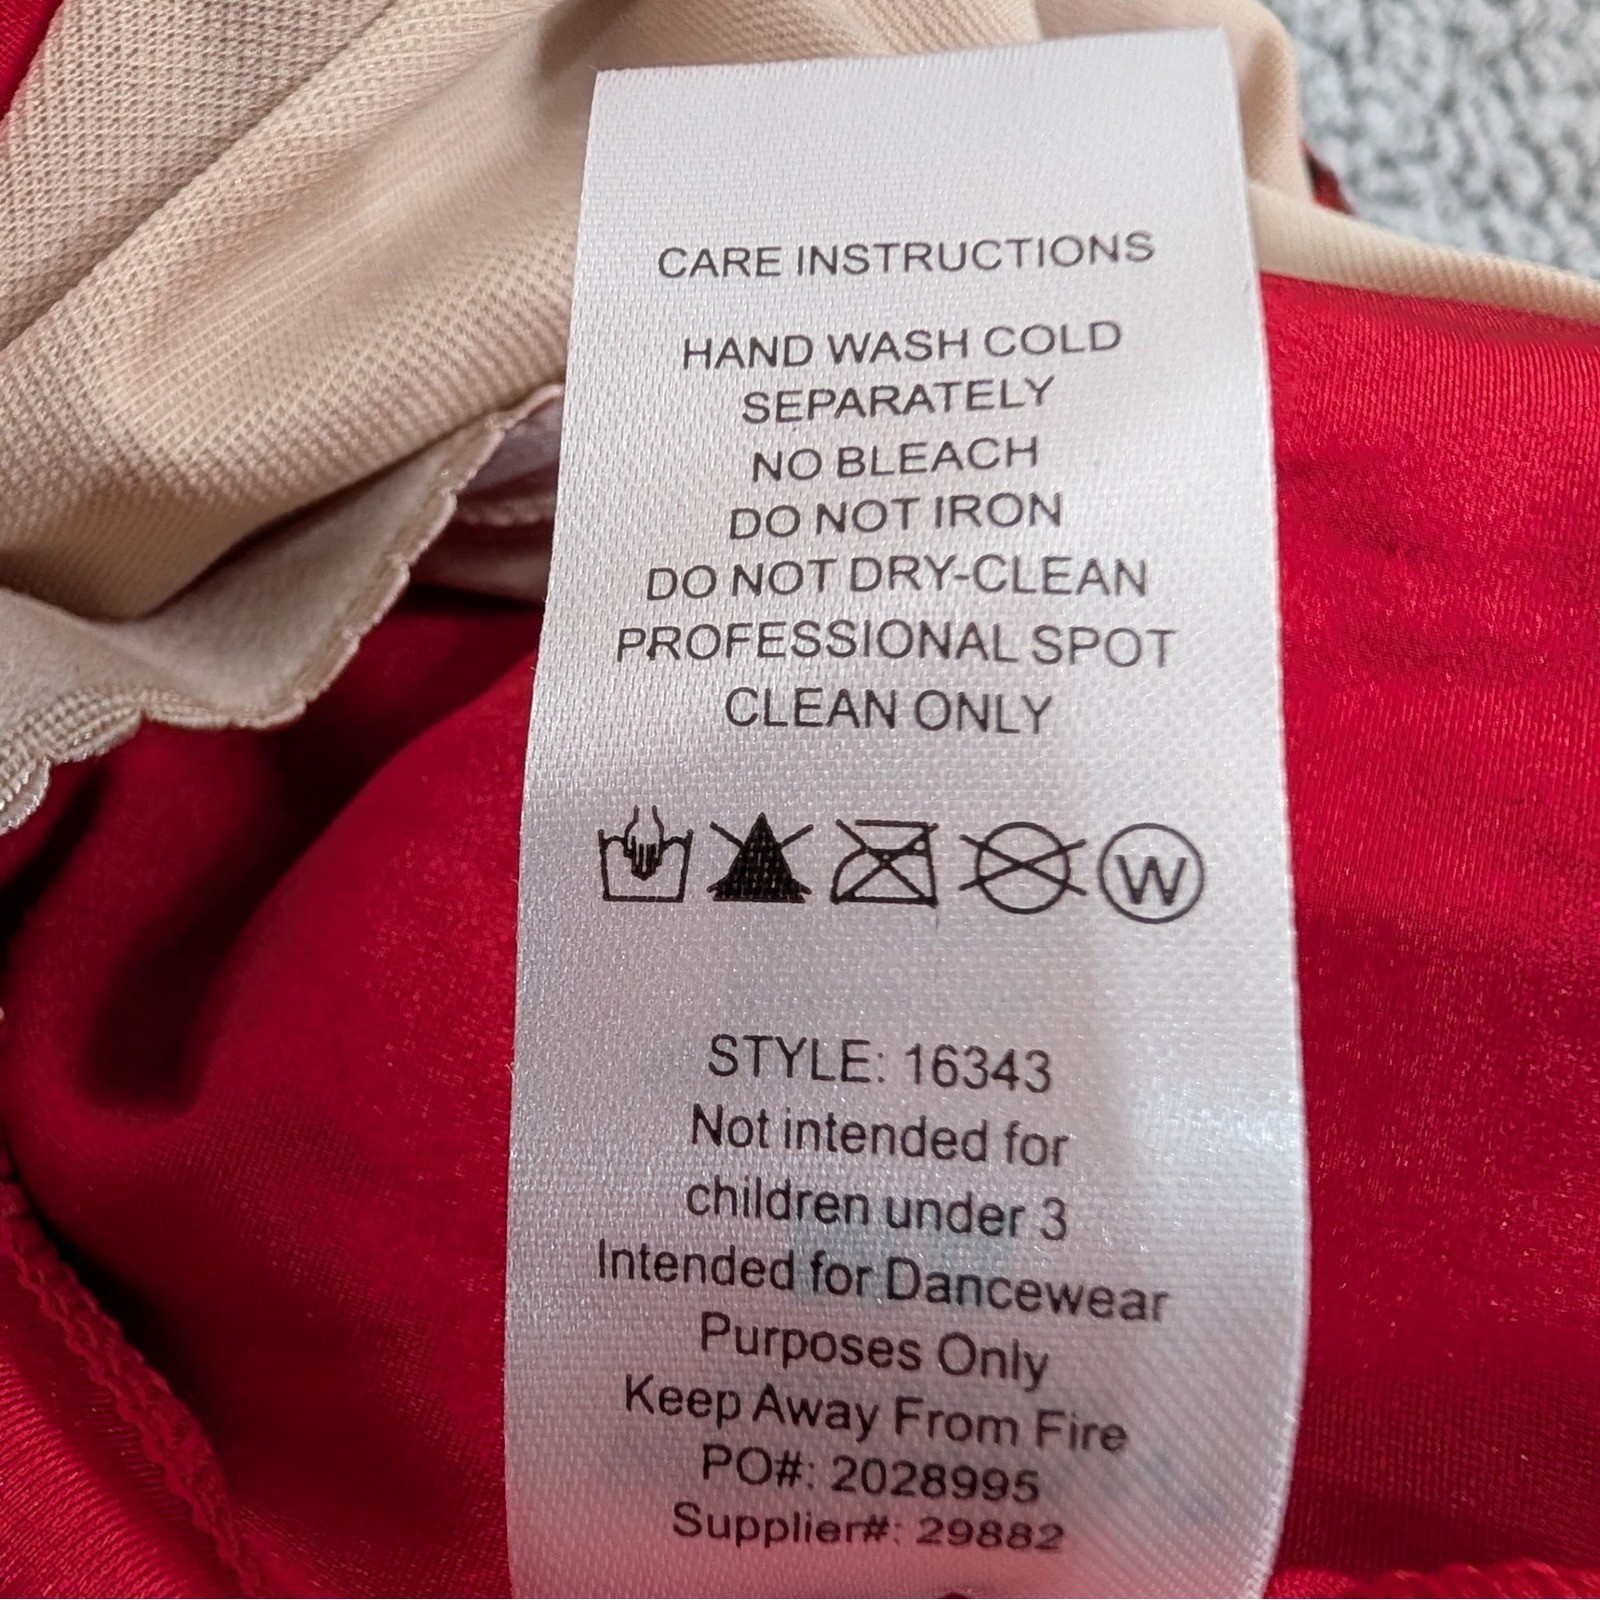 CARE INSTRUCTIONS
HAND WASH COLD
SEPARATELY
NO BLEACH
DO NOT IRON
DO NOT DRY-CLEAN
PROFESSIONAL SPOT
CLEAN ONLY
W
STYLE: 16343
Not intended for
children under 3
Intended for Dancewear
Purposes Only
Keep Away From Fire
PO#: 2028995
Supplier#: 29882